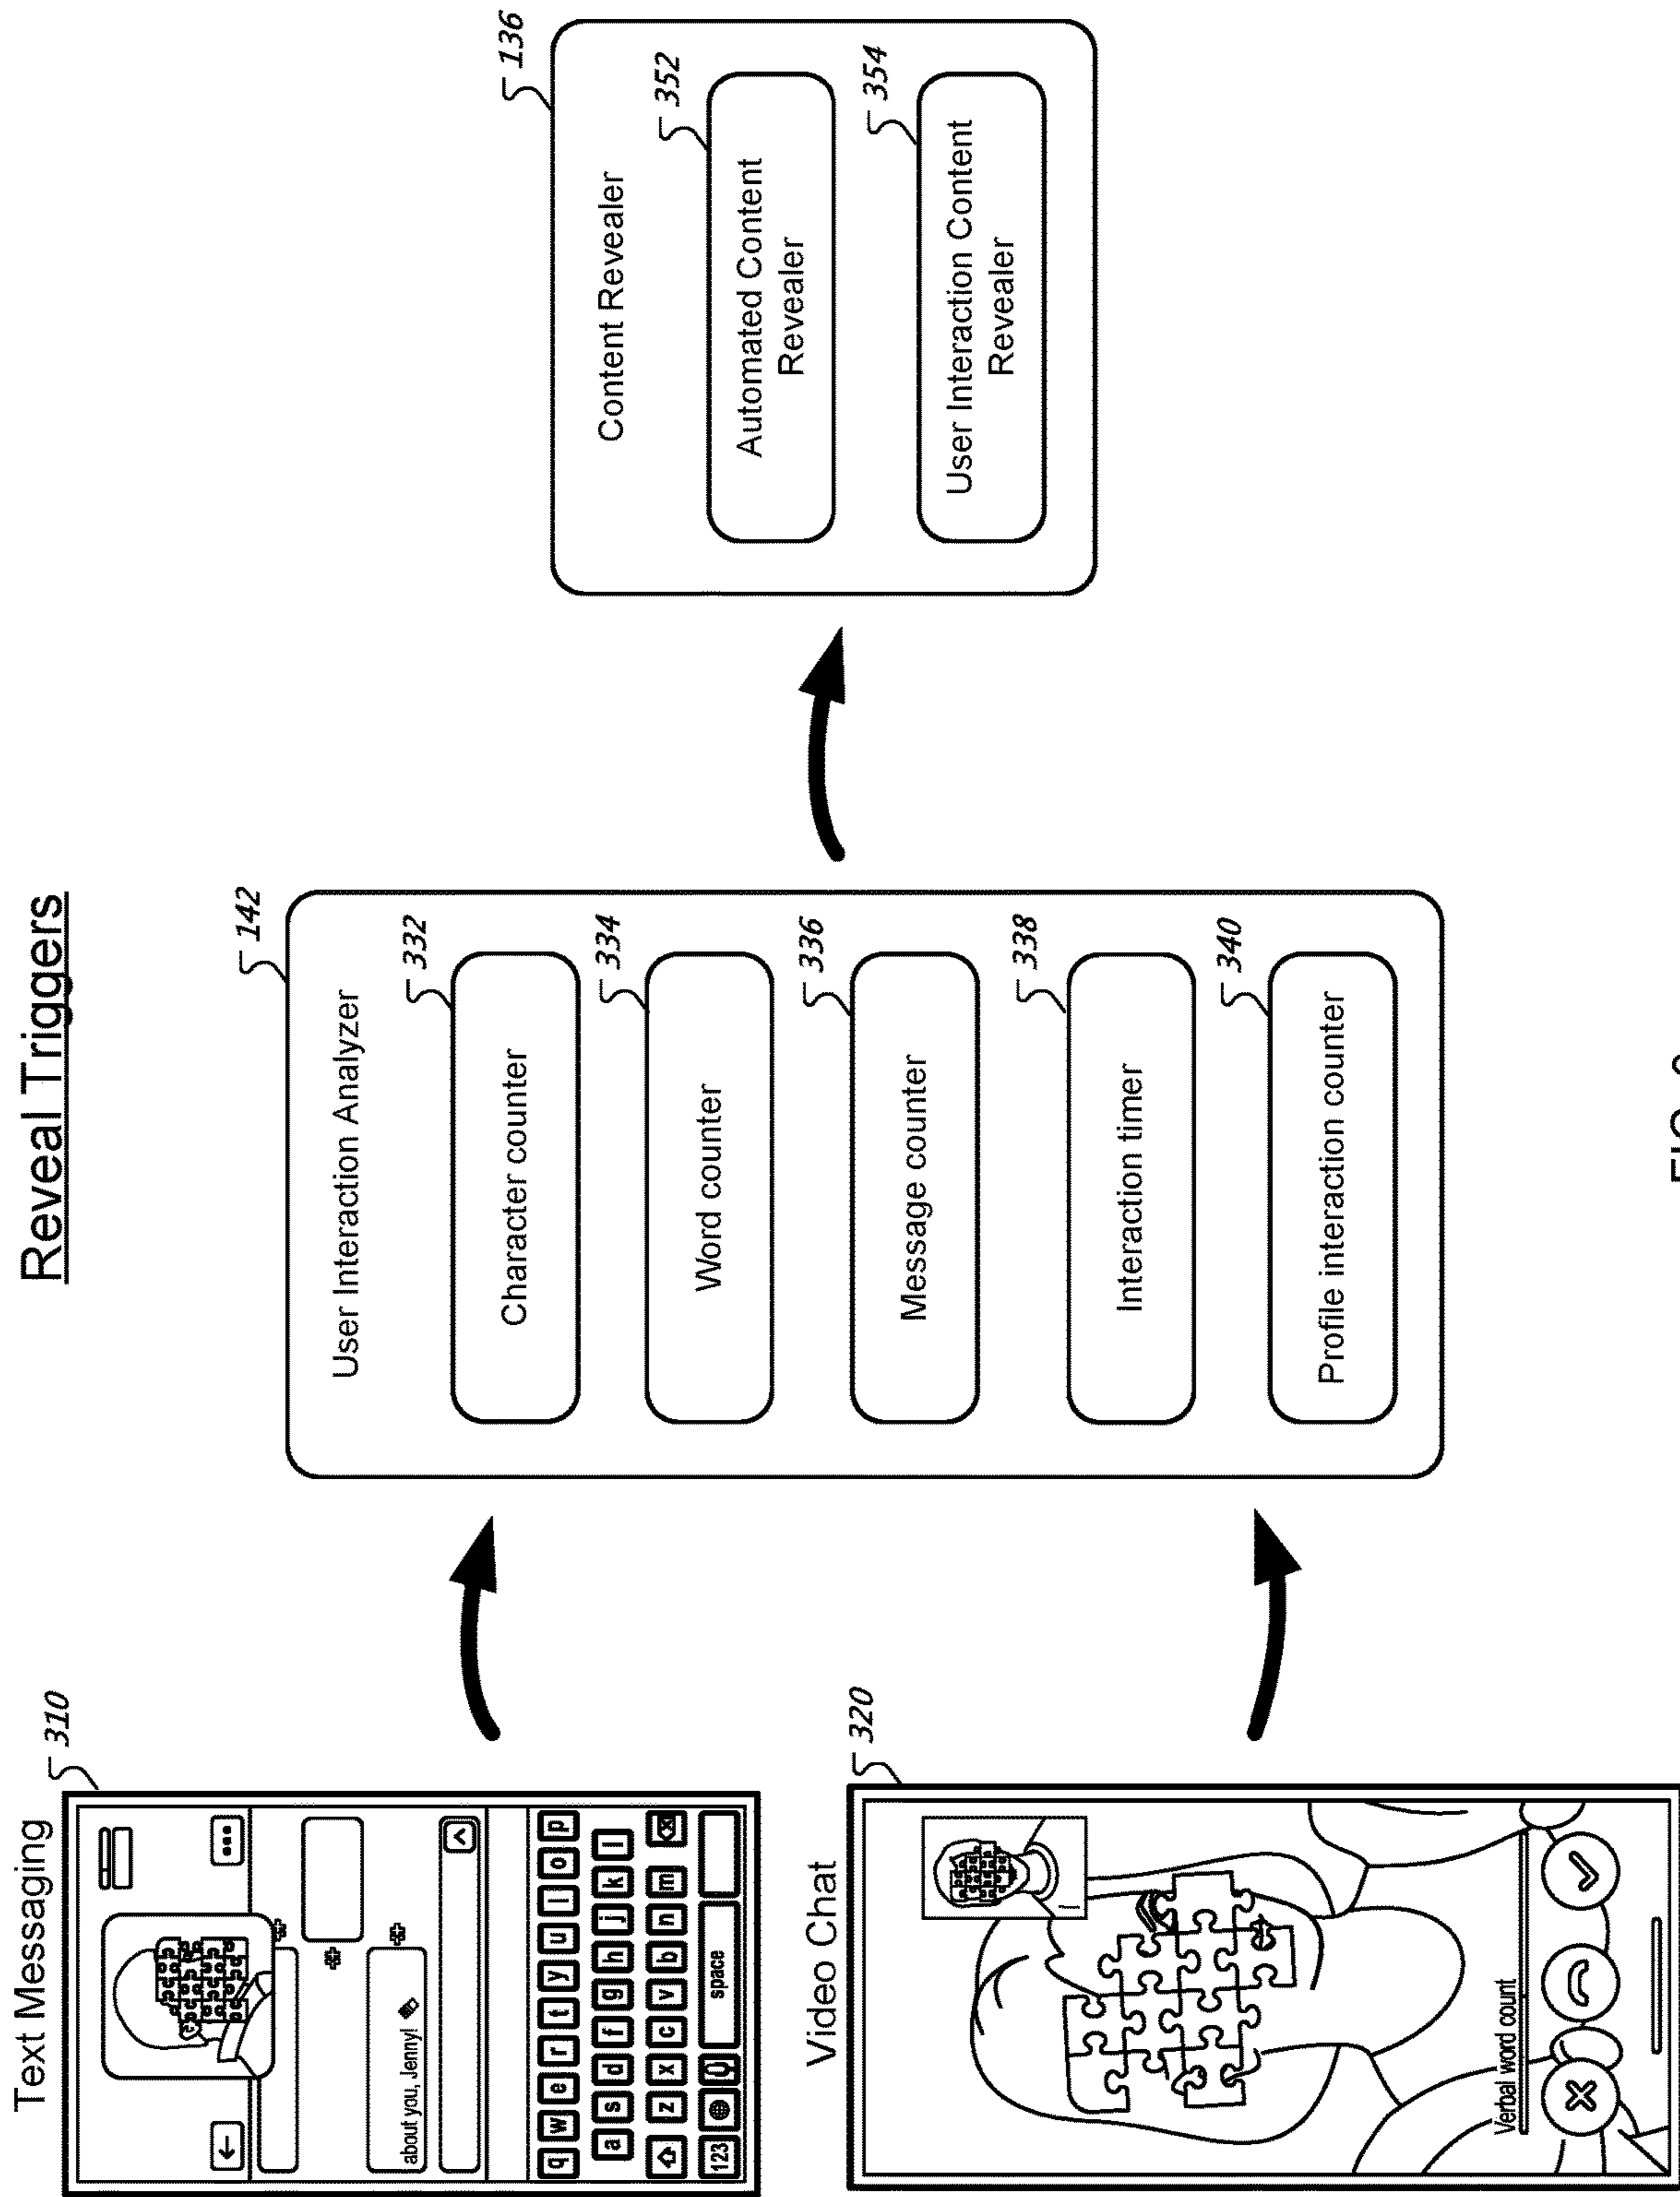 Reveal Triggers
Text Messaging
310
about you, Jenny!
q w e r t y u i o p
a s d f g h j k l
z x c v b n m
123
space
Video Chat
320
Verbal word count
142
User Interaction Analyzer
332
Character counter
334
Word counter
336
Message counter
338
Interaction timer
340
Profile interaction counter
136
Content Revealer
352
Automated Content
Revealer
354
User Interaction Content
Revealer
FIG.